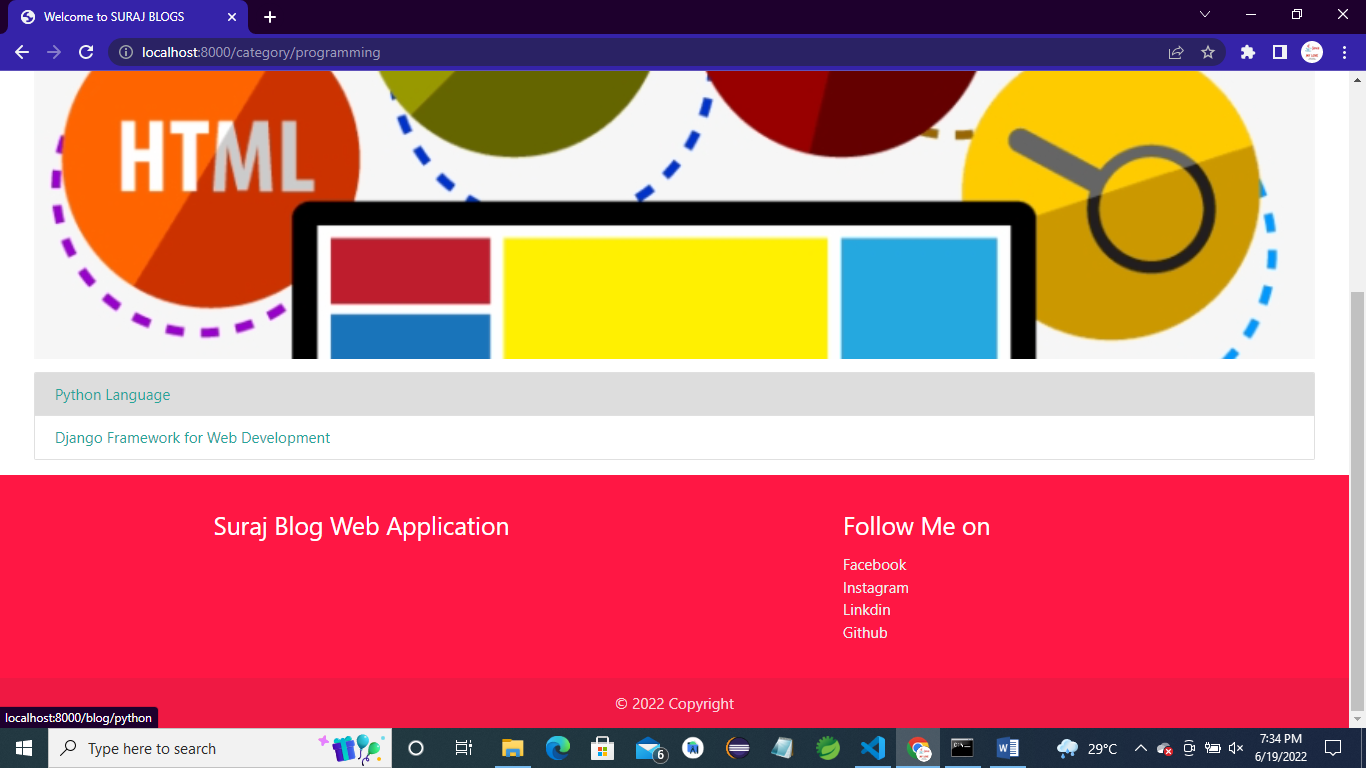 Welcome to SURAJ BLOGS
localhost:8000/category/programming
HTML
Python Language
Django Framework for Web Development
Suraj Blog Web Application
Follow Me on
Facebook
Instagram
Linkdin
Github
© 2022 Copyright
localhost:8000/blog/python
Type here to search
6
29°C
7:34 PM
6/19/2022